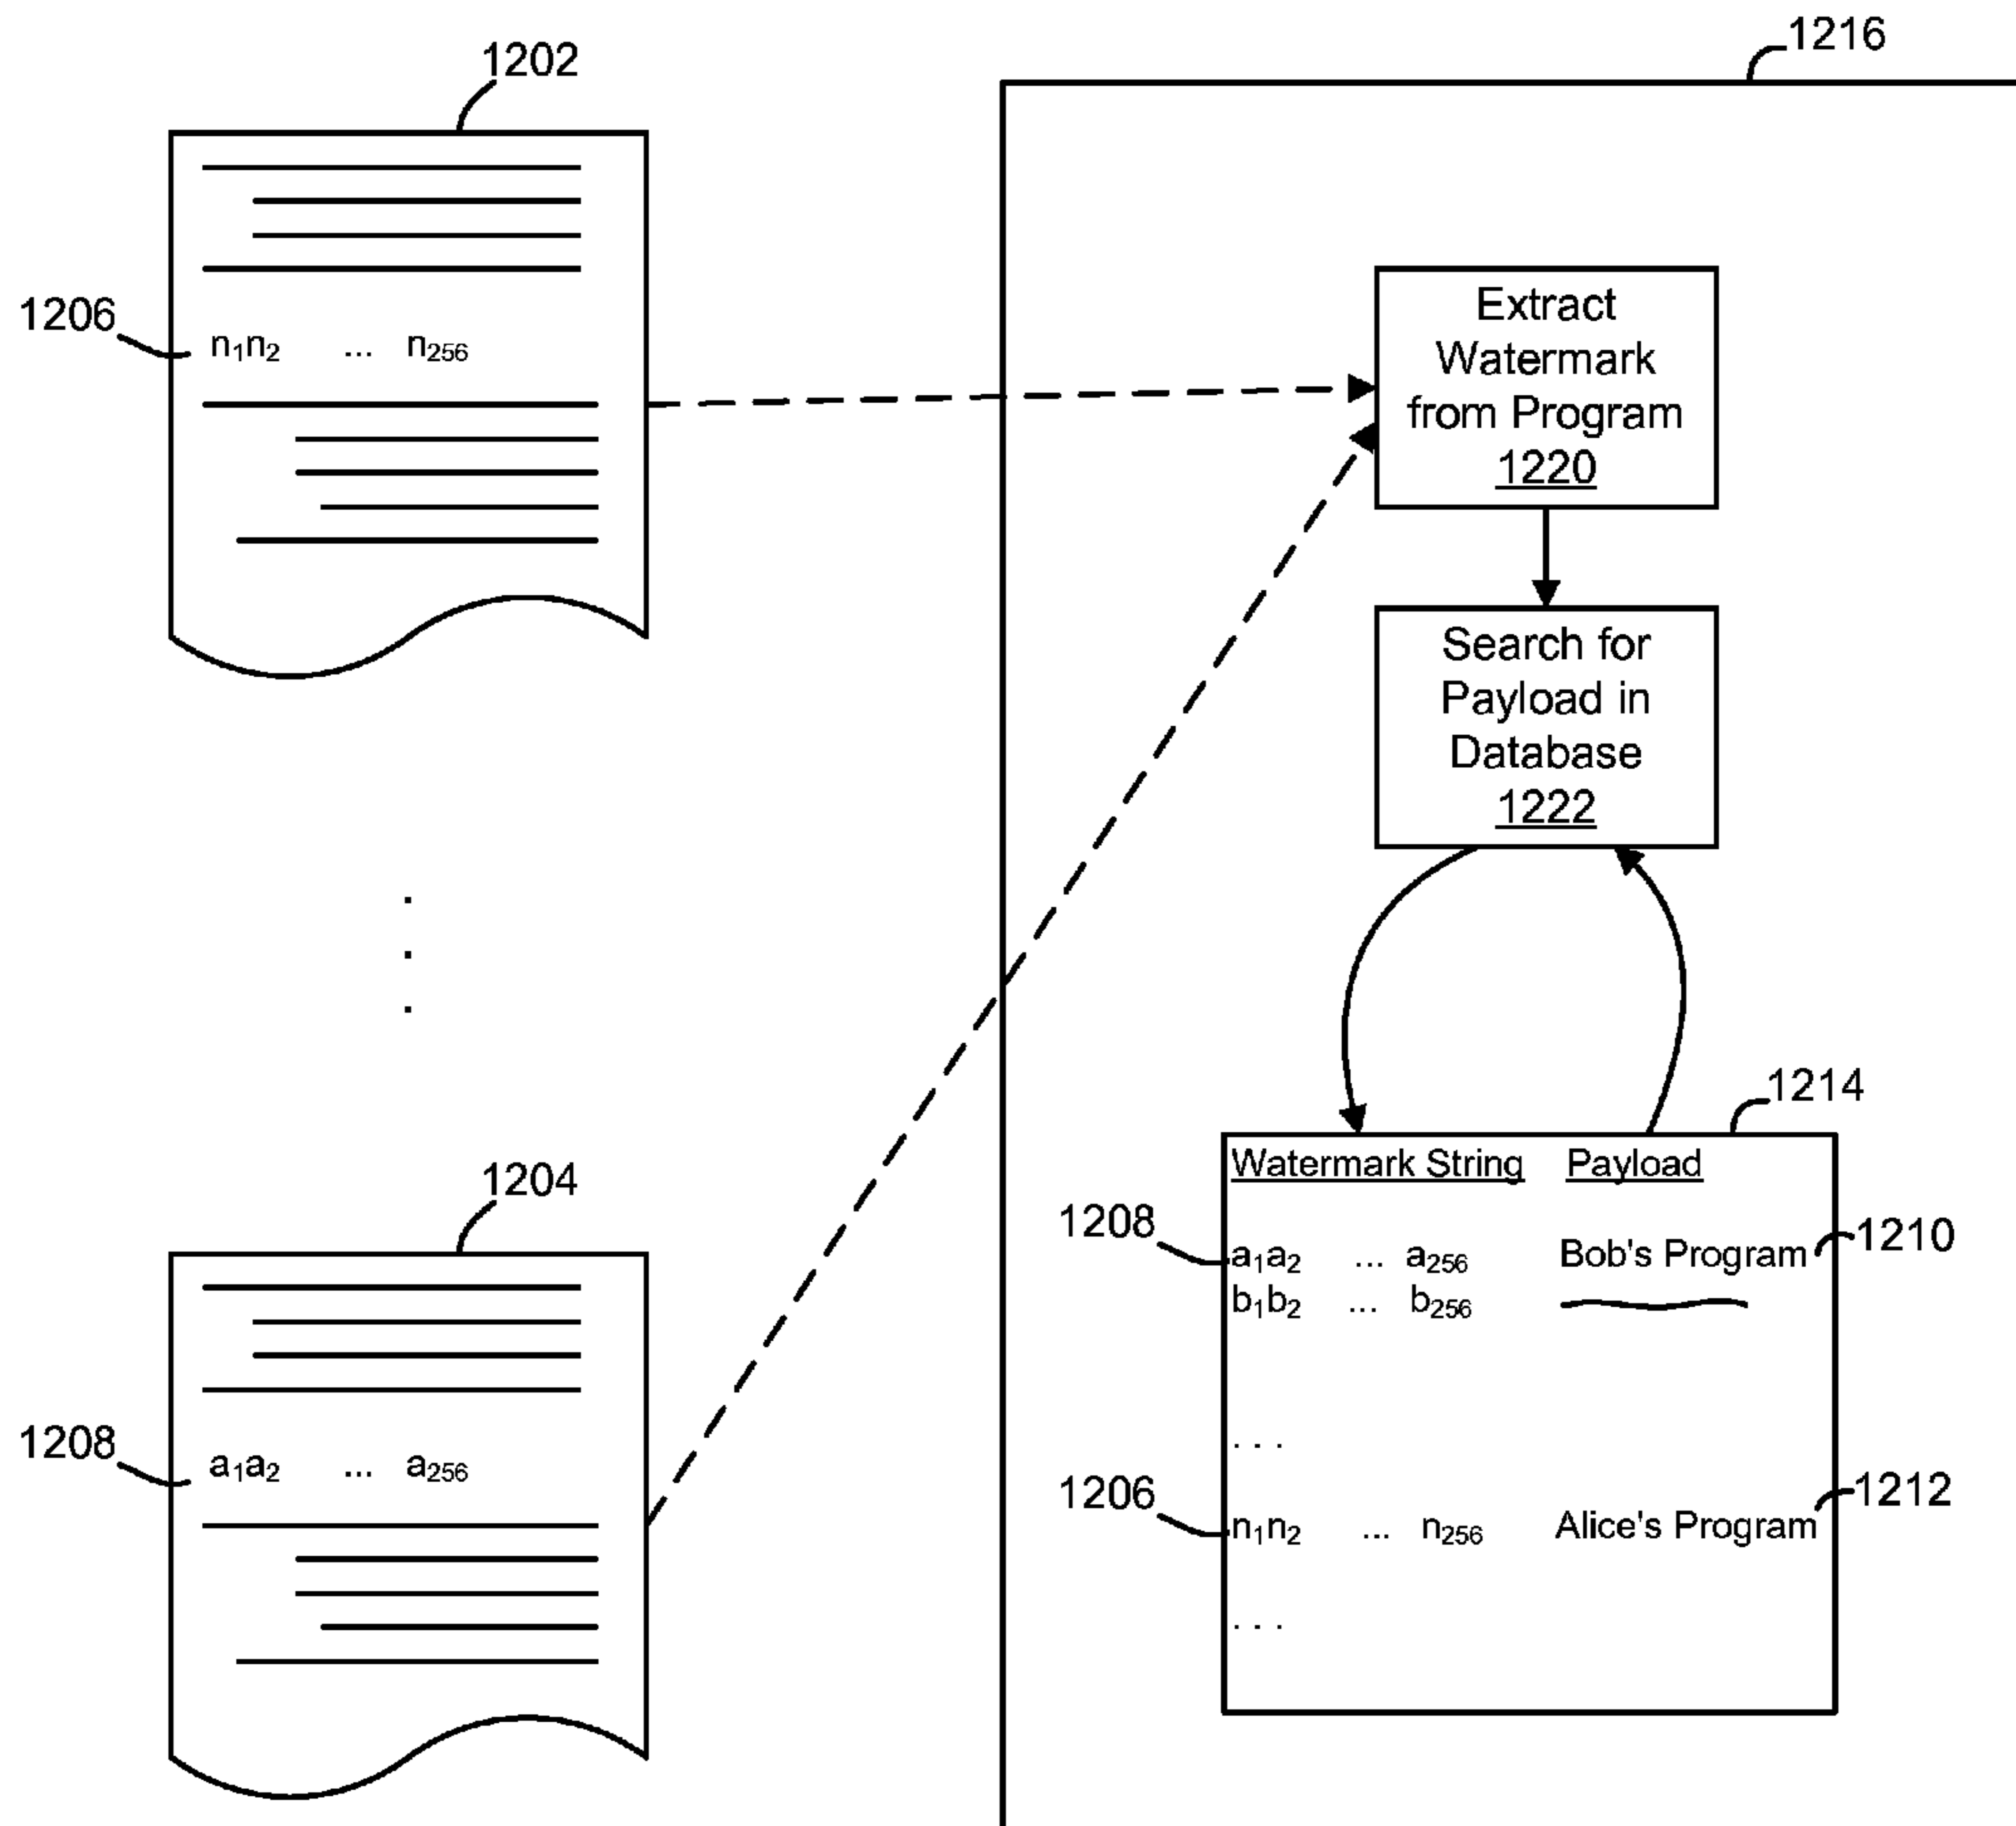 1216
1202
1206
n₁n₂ ... n₂₅₆
Extract
Watermark
from Program
1220
Search for
Payload in
Database
1222
.
.
.
1214
1204
Watermark String Payload
1208
a₁a₂ ... a₂₅₆ Bob's Program
1210
b₁b₂ ... b₂₅₆
. . .
1208
a₁a₂ ... a₂₅₆
1206
n₁n₂ ... n₂₅₆ Alice's Program
1212
. . .